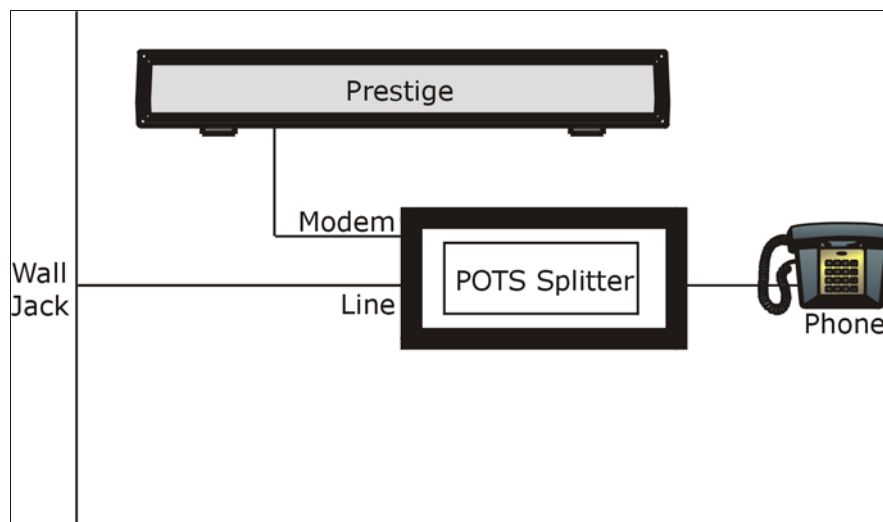 Prestige
Modem
Wall
Jack
Line
POTS Splitter
Phone